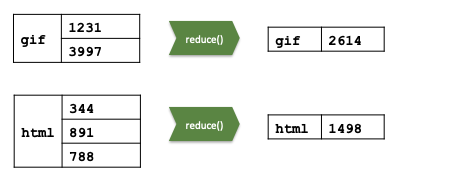 gif 1231 reduce() gif 2614
3997
html 344 reduce() html 1498
891
788